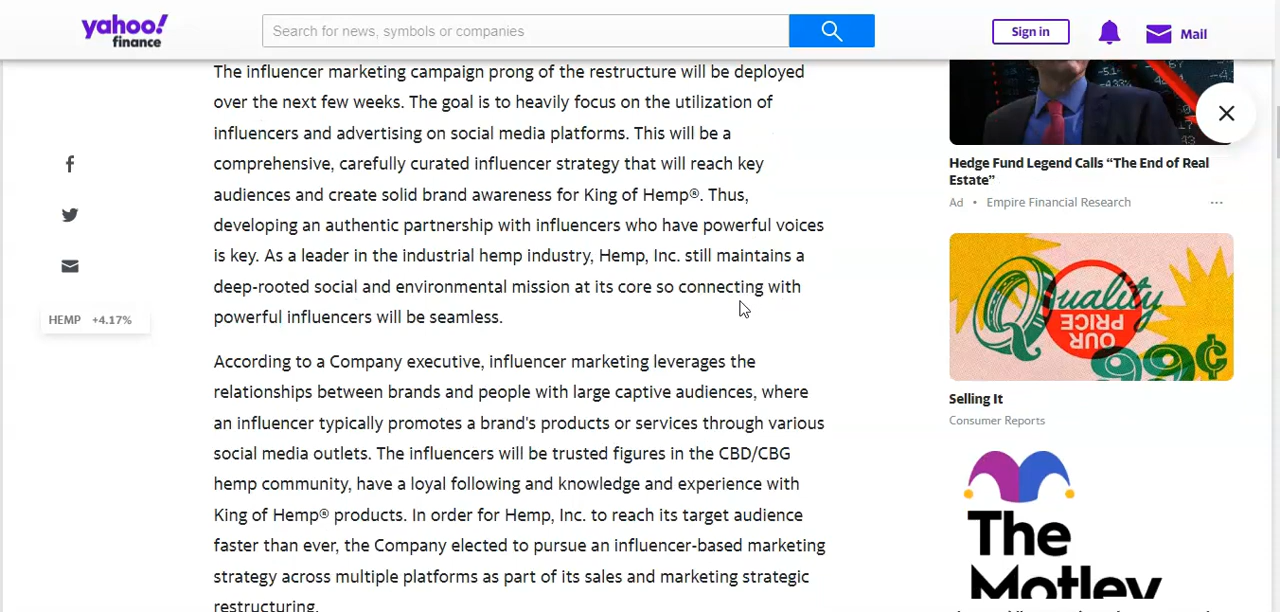 yahoo!
finance
Search for news, symbols or companies
Sign in
Mail
The influencer marketing campaign prong of the restructure will be deployed
over the next few weeks. The goal is to heavily focus on the utilization of
influencers and advertising on social media platforms. This will be a
comprehensive, carefully curated influencer strategy that will reach key
audiences and create solid brand awareness for King of Hemp®. Thus,
developing an authentic partnership with influencers who have powerful voices
is key. As a leader in the industrial hemp industry, Hemp, Inc. still maintains a
deep-rooted social and environmental mission at its core so connecting with
powerful influencers will be seamless.
According to a Company executive, influencer marketing leverages the
relationships between brands and people with large captive audiences, where
an influencer typically promotes a brand's products or services through various
social media outlets. The influencers will be trusted figures in the CBD/CBG
hemp community, have a loyal following and knowledge and experience with
King of Hemp® products. In order for Hemp, Inc. to reach its target audience
faster than ever, the Company elected to pursue an influencer-based marketing
strategy across multiple platforms as part of its sales and marketing strategic
restructuring.
HEMP +4.17%
Hedge Fund Legend Calls “The End of Real
Estate”
Ad • Empire Financial Research
Quality
OUR
PRICE
99¢
Selling It
Consumer Reports
The
Motley